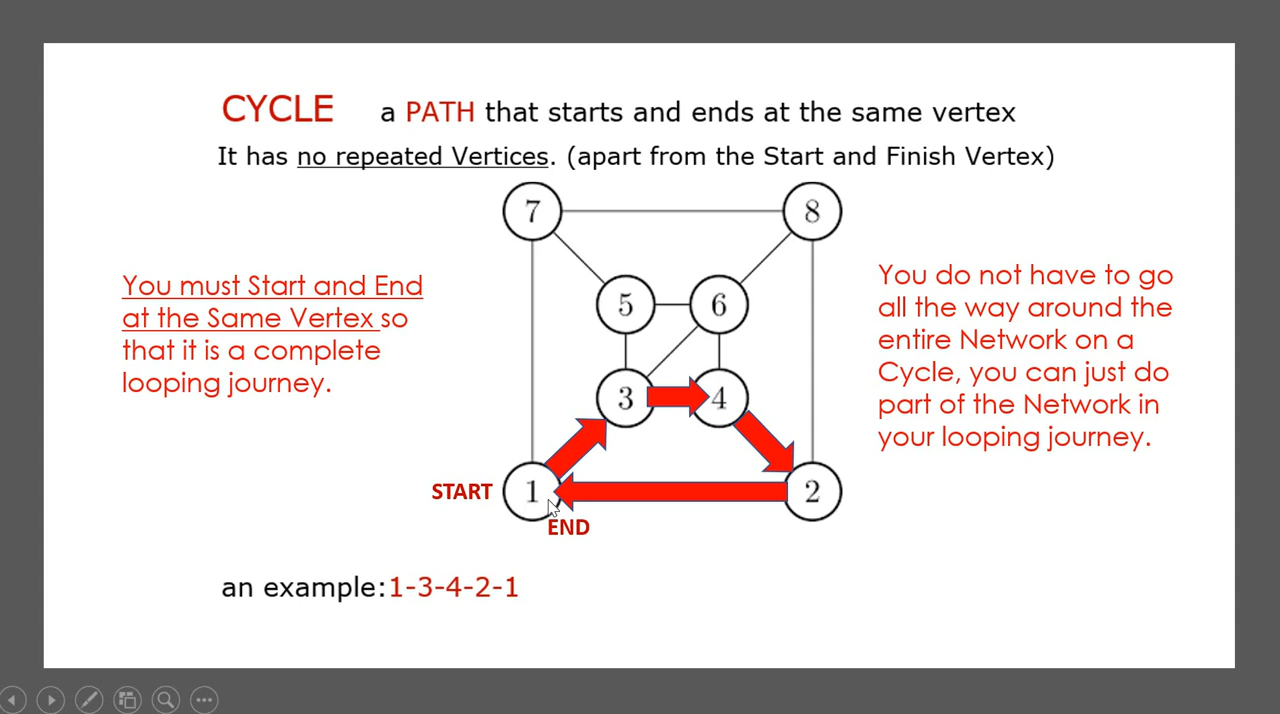 CYCLE a PATH that starts and ends at the same vertex
It has no repeated Vertices. (apart from the Start and Finish Vertex)
You must Start and End
at the Same Vertex so
that it is a complete
looping journey.
7
8
5
6
3
4
START
1
2
END
You do not have to go
all the way around the
entire Network on a
Cycle, you can just do
part of the Network in
your looping journey.
an example:1-3-4-2-1